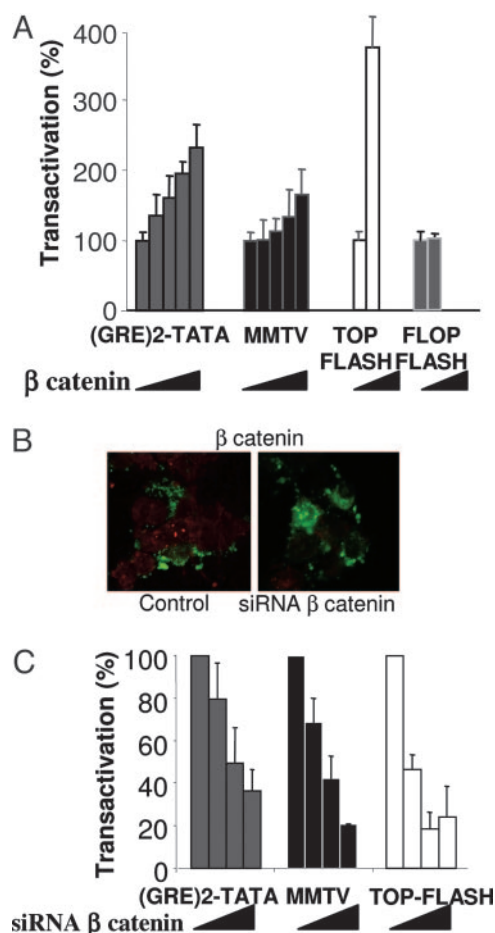 A
Transactivation (%)
400
300
200
100
0
(GRE)2-TATA MMTV TOP FLOP
FLASH FLASH
β catenin
B
β catenin
Control siRNA β catenin
C
Transactivation (%)
100
80
60
40
20
0
(GRE)2-TATA MMTV TOP-FLASH
siRNA β catenin